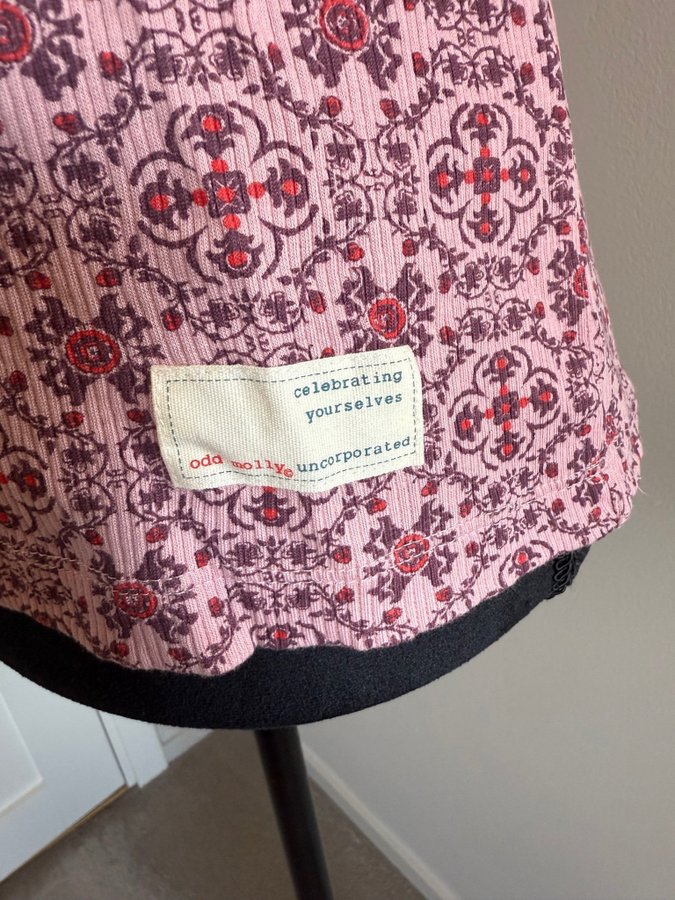 celebrating
yourselves
odd molly© uncorporated